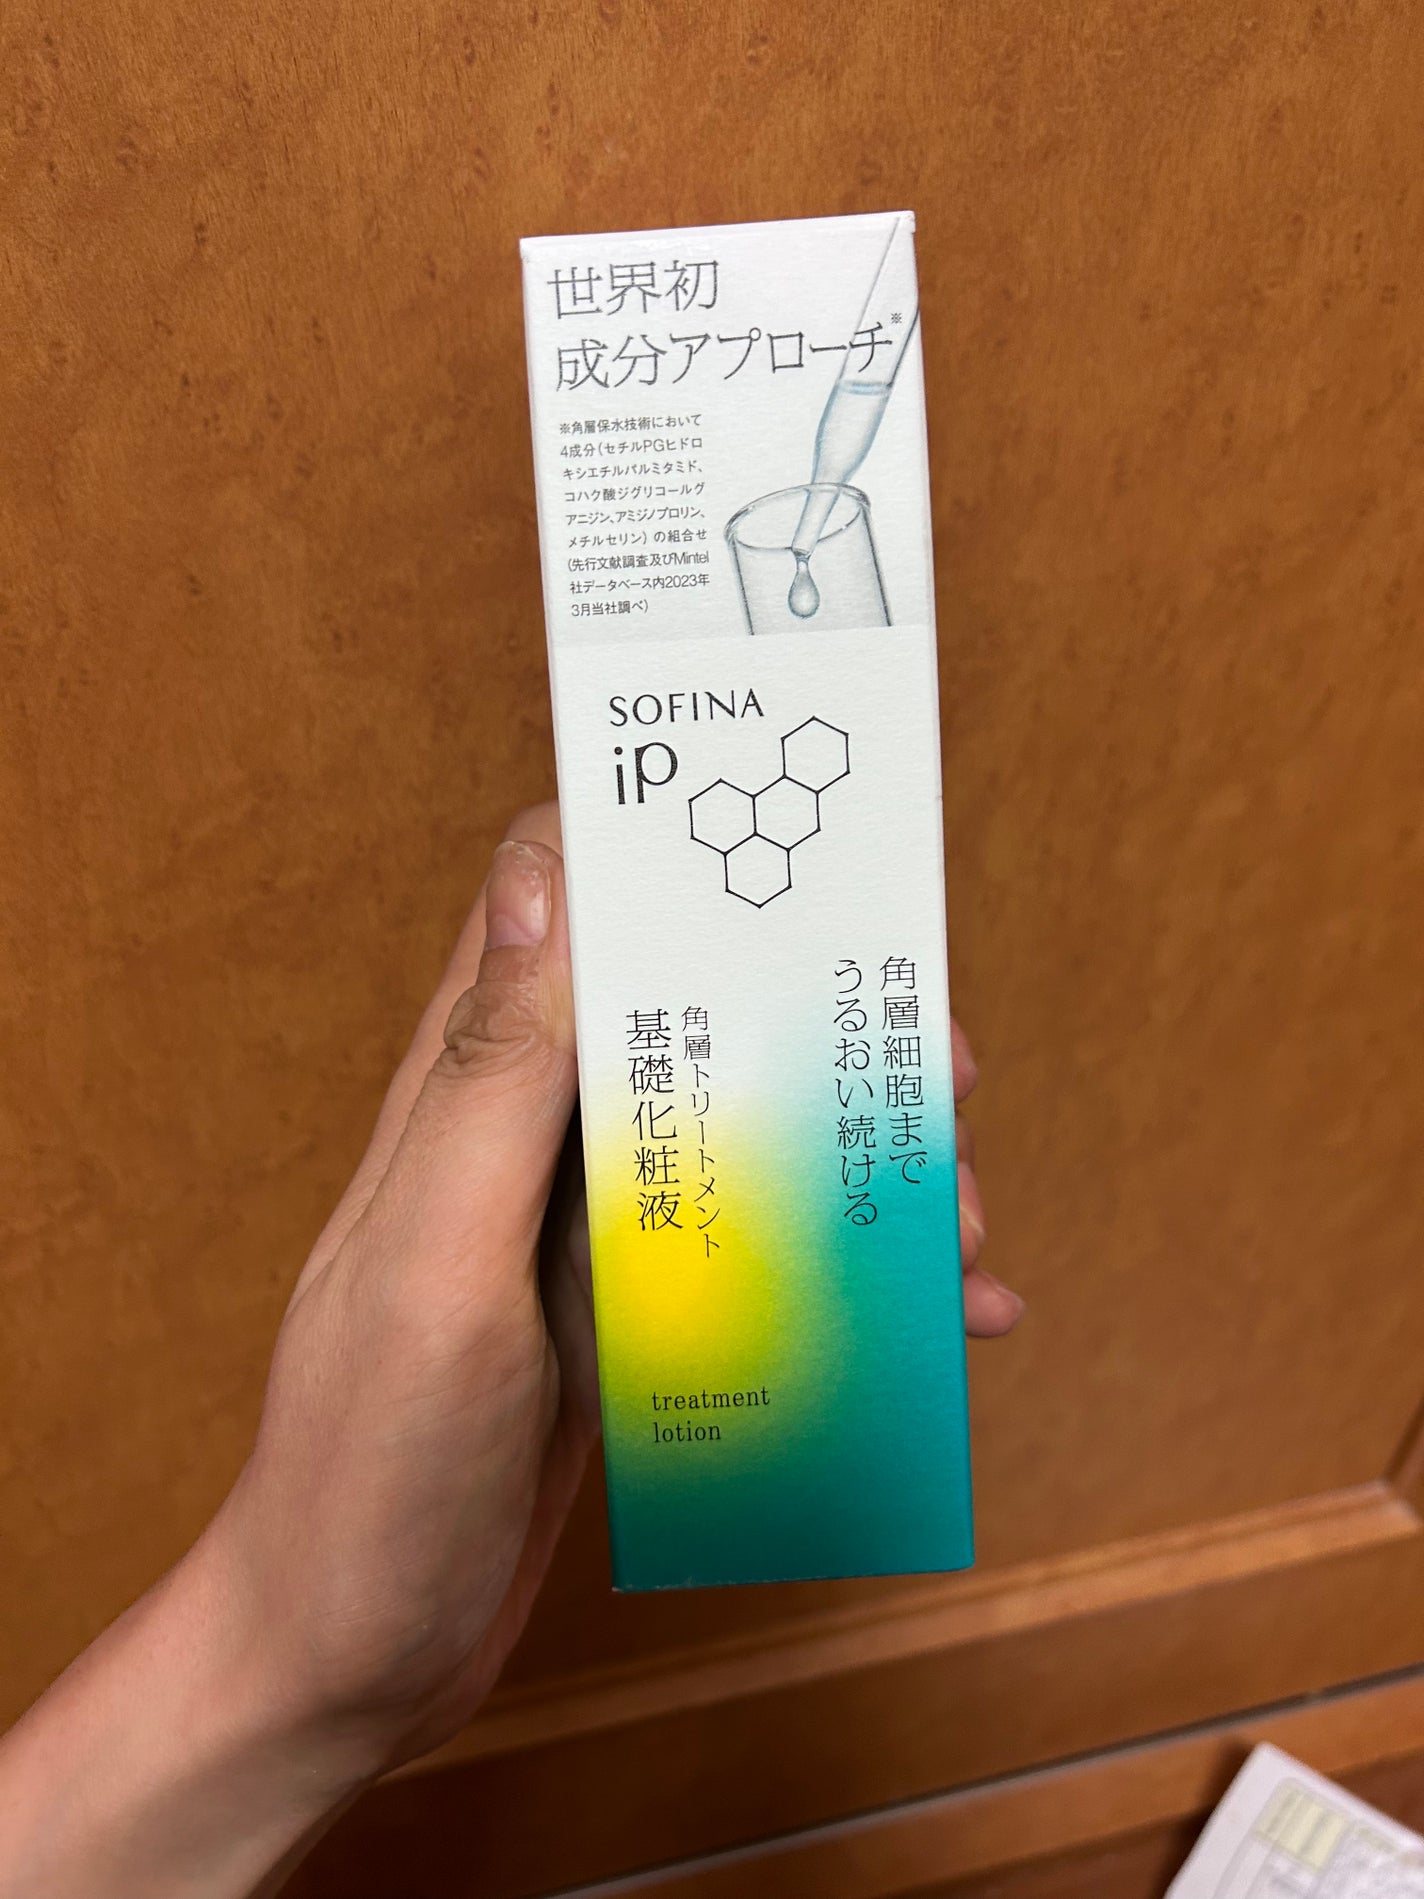 世界初
成分アプローチ※
※角層保水技術において
4成分(セチルPGヒドロ
キシエチルパルミタミド、
コハク酸ジグリコールグ
アニジン、アミジノプロリン、
メチルセリン)の組合せ
(先行文献調査及びMintel
社データベース内2023年
3月当社調べ)
SOFINA
iP
角層細胞まで
うるおい続ける
角層トリートメント
基礎化粧液
treatment
lotion